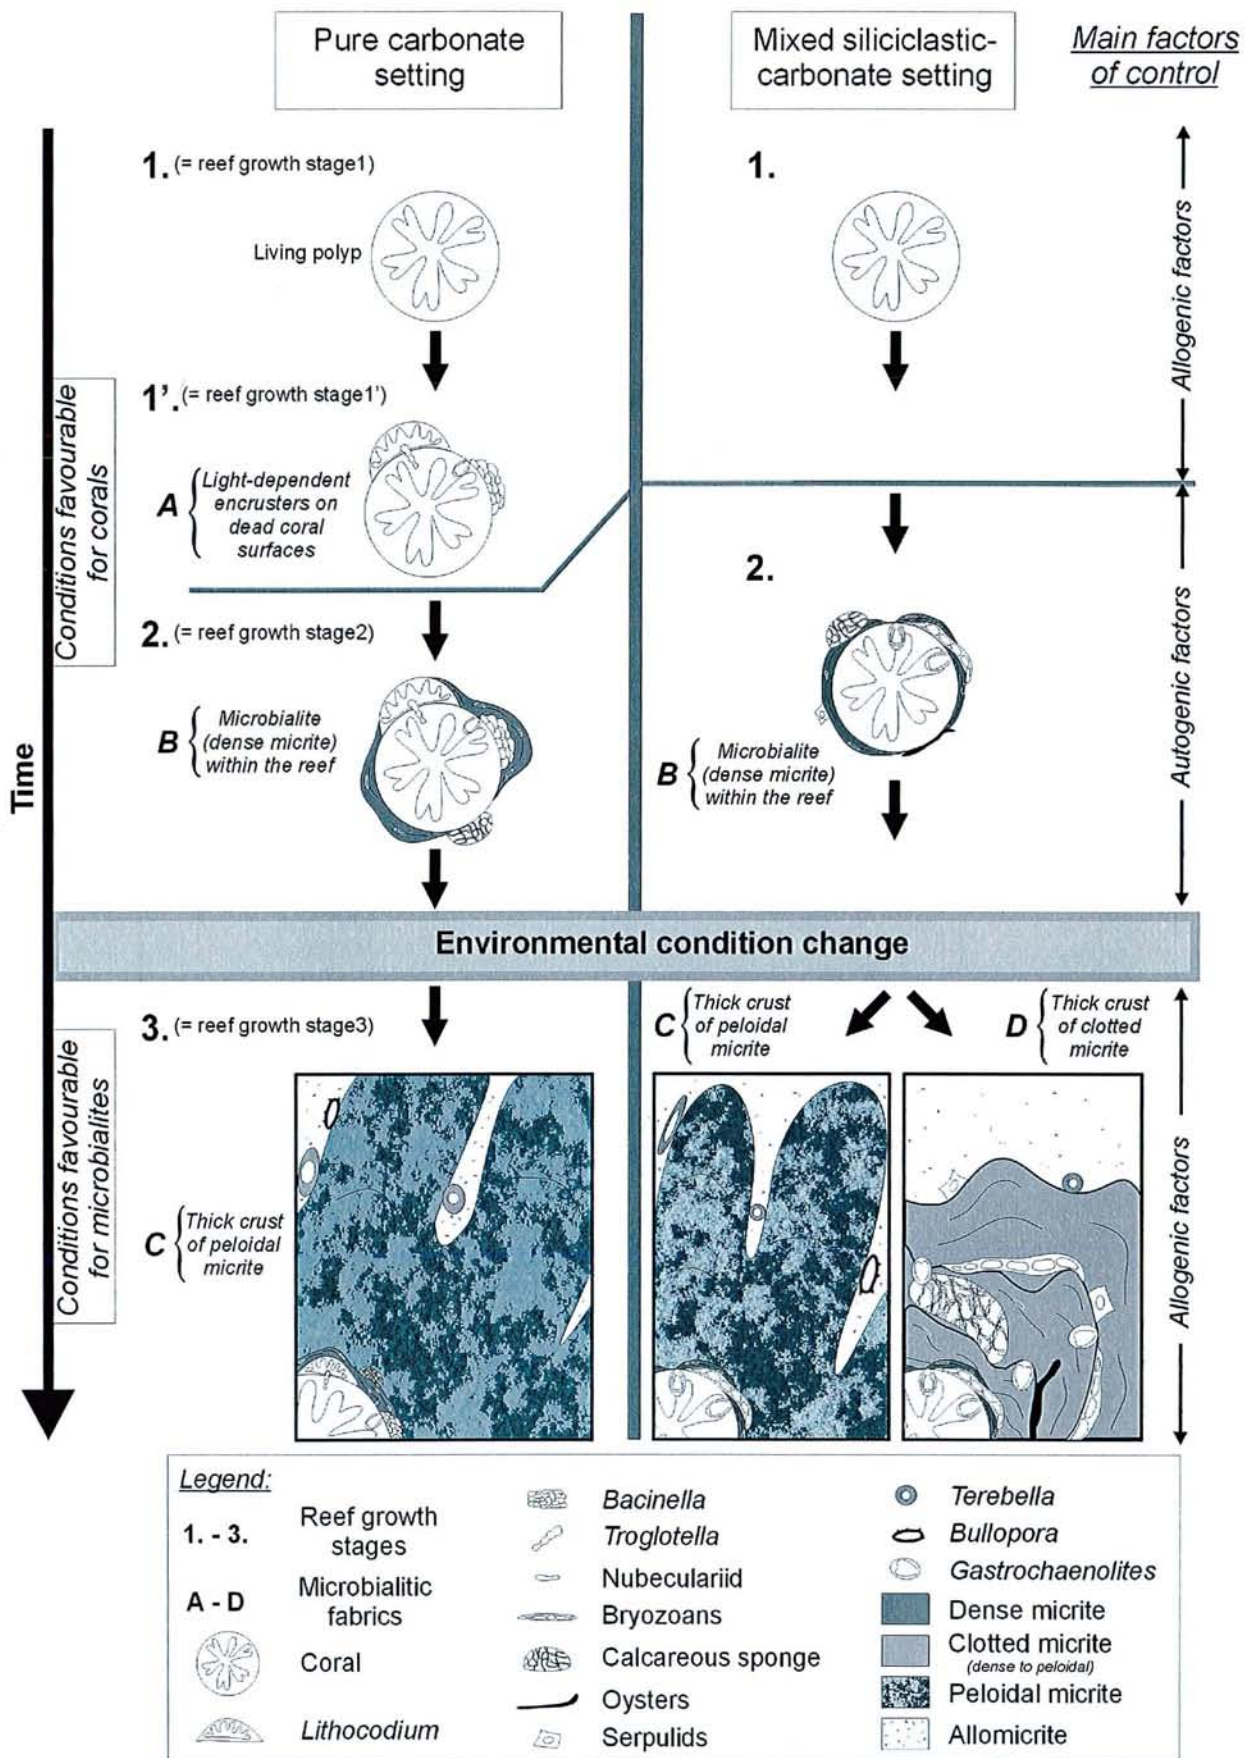 Pure carbonate
setting
Mixed siliciclastic-
carbonate setting
Main factors
of control
1. (= reef growth stage1)
1.
Living polyp
Allogenic factors
1'. (= reef growth stage1')
A
Light-dependent
encrusters on
dead coral
surfaces
Conditions favourable
for corals
2. (= reef growth stage2)
2.
B
Microbialite
(dense micrite)
within the reef
B
Microbialite
(dense micrite)
within the reef
Autogenic factors
Time
Environmental condition change
3. (= reef growth stage3)
C
Thick crust
of peloidal
micrite
D
Thick crust
of clotted
micrite
Conditions favourable
for microbialites
C
Thick crust
of peloidal
micrite
Allogenic factors
Legend:
1. - 3.
Reef growth
stages
A - D
Microbialitic
fabrics
Coral
Lithocodium
Bacinella
Troglotella
Nubeculariid
Bryozoans
Calcareous sponge
Oysters
Serpulids
Terebella
Bullopora
Gastrochaenolites
Dense micrite
Clotted micrite
(dense to peloidal)
Peloidal micrite
Allomicrite